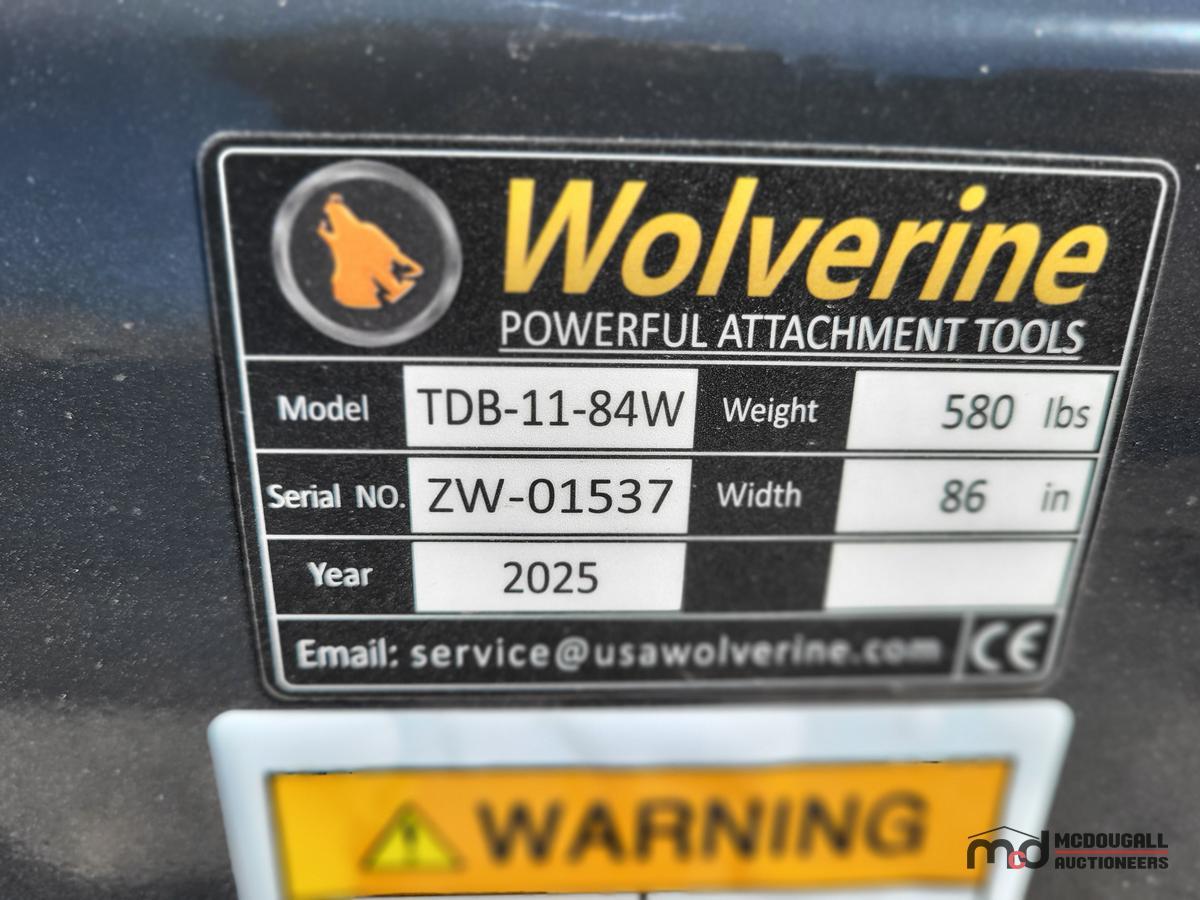 Wolverine
POWERFUL ATTACHMENT TOOLS
Model TDB-11-84W Weight 580 lbs
Serial NO. ZW-01537 Width 86 in
Year 2025
Email: service@usawolverine.com CE
WARNING
mcd MCDOUGALL
AUCTIONEERS